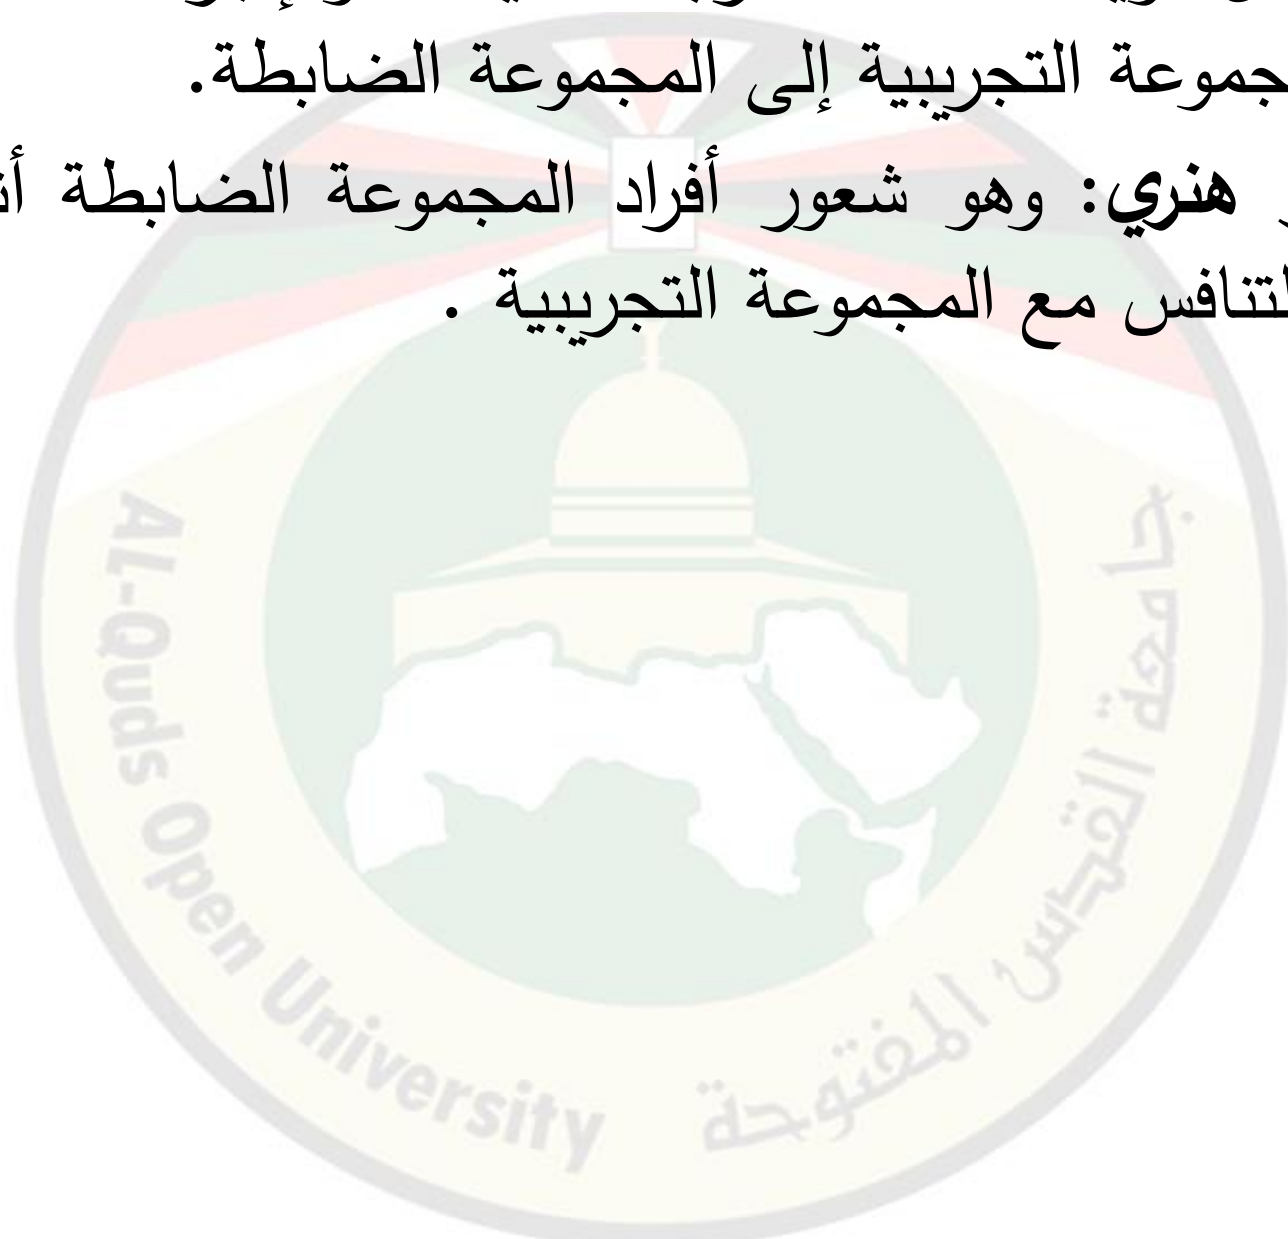 جموعة التجريبية إلى المجموعة الضابطة.
هنري: وهو شعور أفراد المجموعة الضابطة
لتنافس مع المجموعة التجريبية .
AL-Quds Open University
جامعة القدس المفتوحة